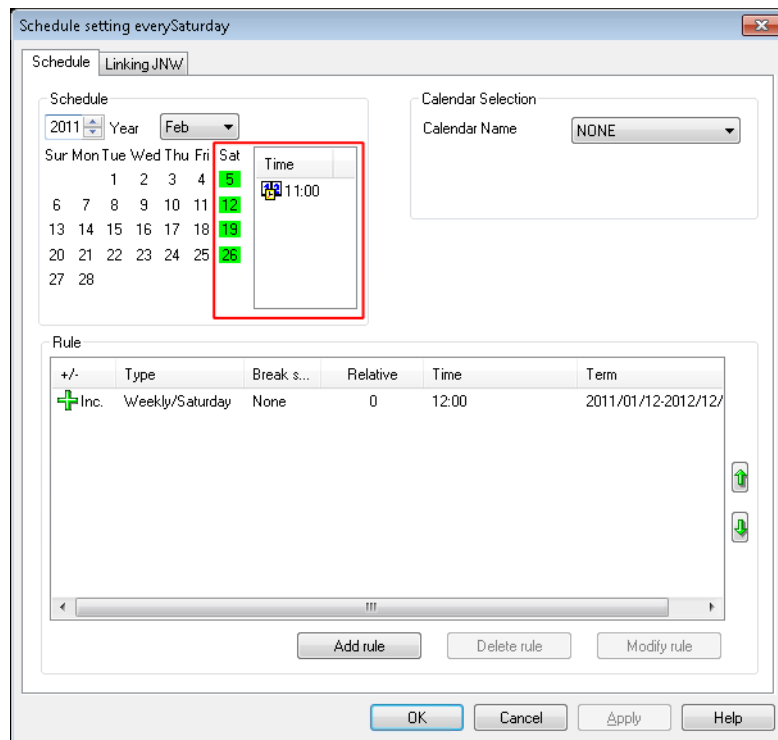 Schedule setting everySaturday
Schedule Linking JNW
Schedule
2011 Year Feb
Sur Mon Tue Wed Thu Fri Sat
1 2 3 4 5
6 7 8 9 10 11 12
13 14 15 16 17 18 19
20 21 22 23 24 25 26
27 28
Time
11:00
Calendar Selection
Calendar Name NONE
Rule
+/- Type Break s... Relative Time Term
Inc. Weekly/Saturday None 0 12:00 2011/01/12-2012/12/
Add rule Delete rule Modify rule
OK Cancel Apply Help